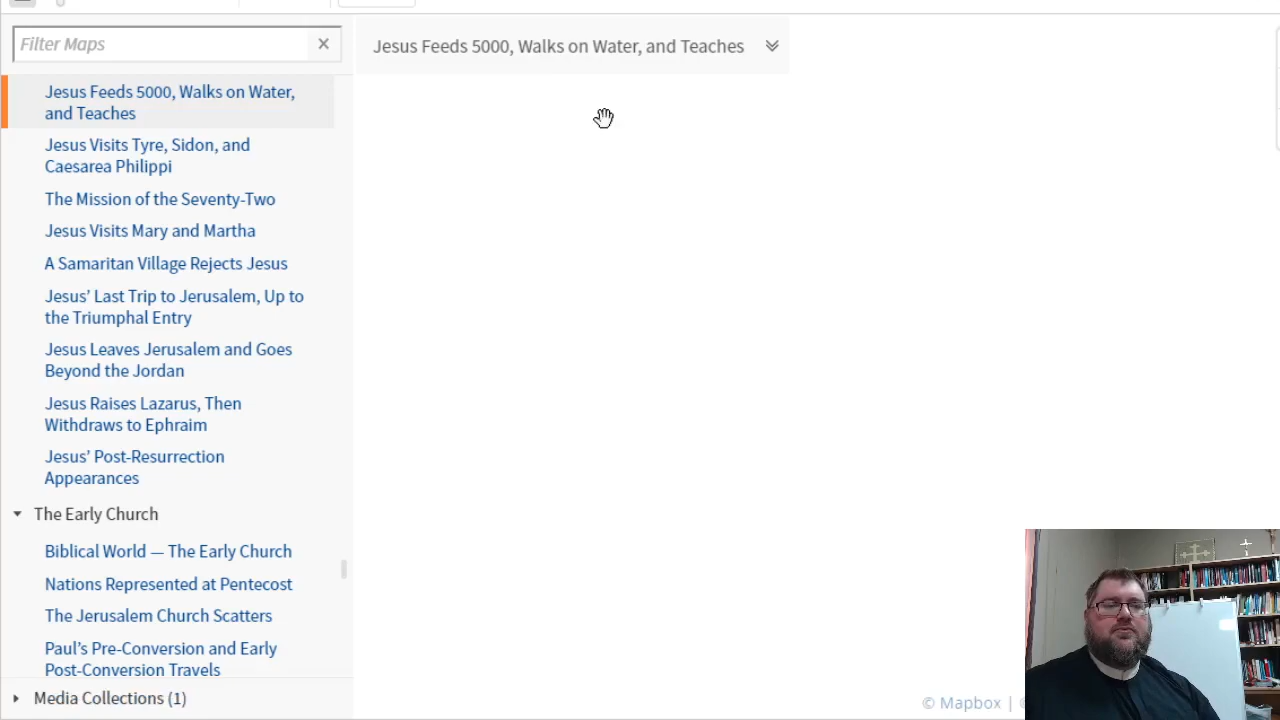 Filter Maps
Jesus Feeds 5000, Walks on Water, and Teaches
Jesus Feeds 5000, Walks on Water,
and Teaches
Jesus Visits Tyre, Sidon, and
Caesarea Philippi
The Mission of the Seventy-Two
Jesus Visits Mary and Martha
A Samaritan Village Rejects Jesus
Jesus’ Last Trip to Jerusalem, Up to
the Triumphal Entry
Jesus Leaves Jerusalem and Goes
Beyond the Jordan
Jesus Raises Lazarus, Then
Withdraws to Ephraim
Jesus’ Post-Resurrection
Appearances
The Early Church
Biblical World — The Early Church
Nations Represented at Pentecost
The Jerusalem Church Scatters
Paul’s Pre-Conversion and Early
Post-Conversion Travels
Media Collections (1)
© Mapbox | ©